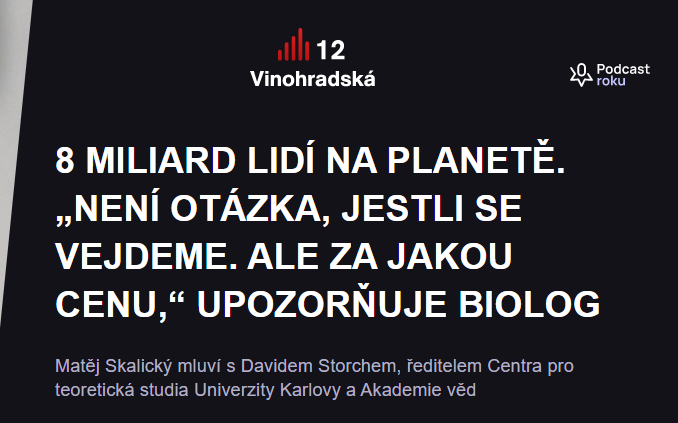 12
Vinohradská
Podcast
roku
8 MILIARD LIDÍ NA PLANETĚ.
„NENÍ OTÁZKA, JESTLI SE
VEJDEME. ALE ZA JAKOU
CENU,“ UPOZORŇUJE BIOLOG
Matěj Skalický mluví s Davidem Storchem, ředitelem Centra pro
teoretická studia Univerzity Karlovy a Akademie věd